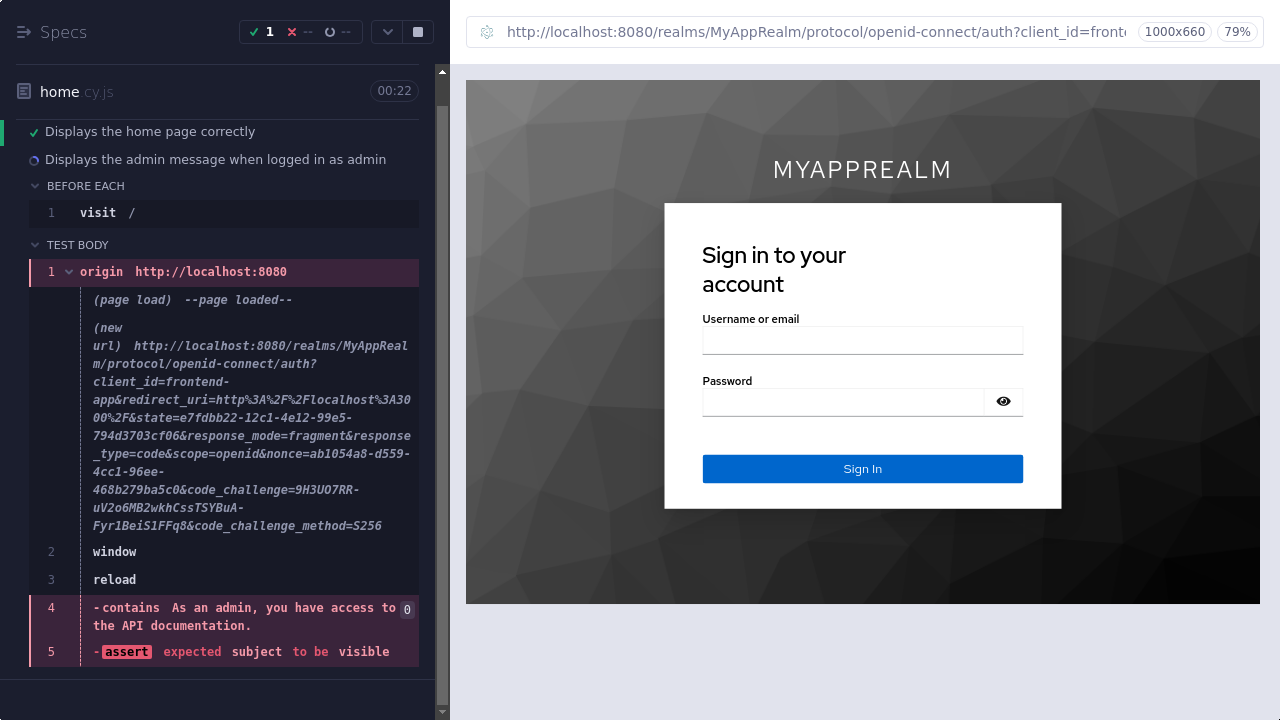 Specs
1
--
--
home cy.js
00:22
Displays the home page correctly
Displays the admin message when logged in as admin
BEFORE EACH
1 visit /
TEST BODY
1 origin http://localhost:8080
(page load) --page loaded--
(new
url) http://localhost:8080/realms/MyAppReal
m/protocol/openid-connect/auth?
client_id=frontend-
app&redirect_uri=http%3A%2F%2Flocalhost%3A30
00%2F&state=e7fdbb22-12c1-4e12-99e5-
794d3703cf06&response_mode=fragment&response
_type=code&scope=openid&nonce=ab1054a8-d559-
4cc1-96ee-
468b279ba5c0&code_challenge=9H3UO7RR-
uV2o6MB2wkhCssTSYBuA-
Fyr1BeiS1FFq8&code_challenge_method=S256
2 window
3 reload
4 -contains As an admin, you have access to 0
the API documentation.
5 -assert expected subject to be visible
http://localhost:8080/realms/MyAppRealm/protocol/openid-connect/auth?client_id=fronte
1000x660
79%
MYAPPREALM
Sign in to your
account
Username or email
Password
Sign In